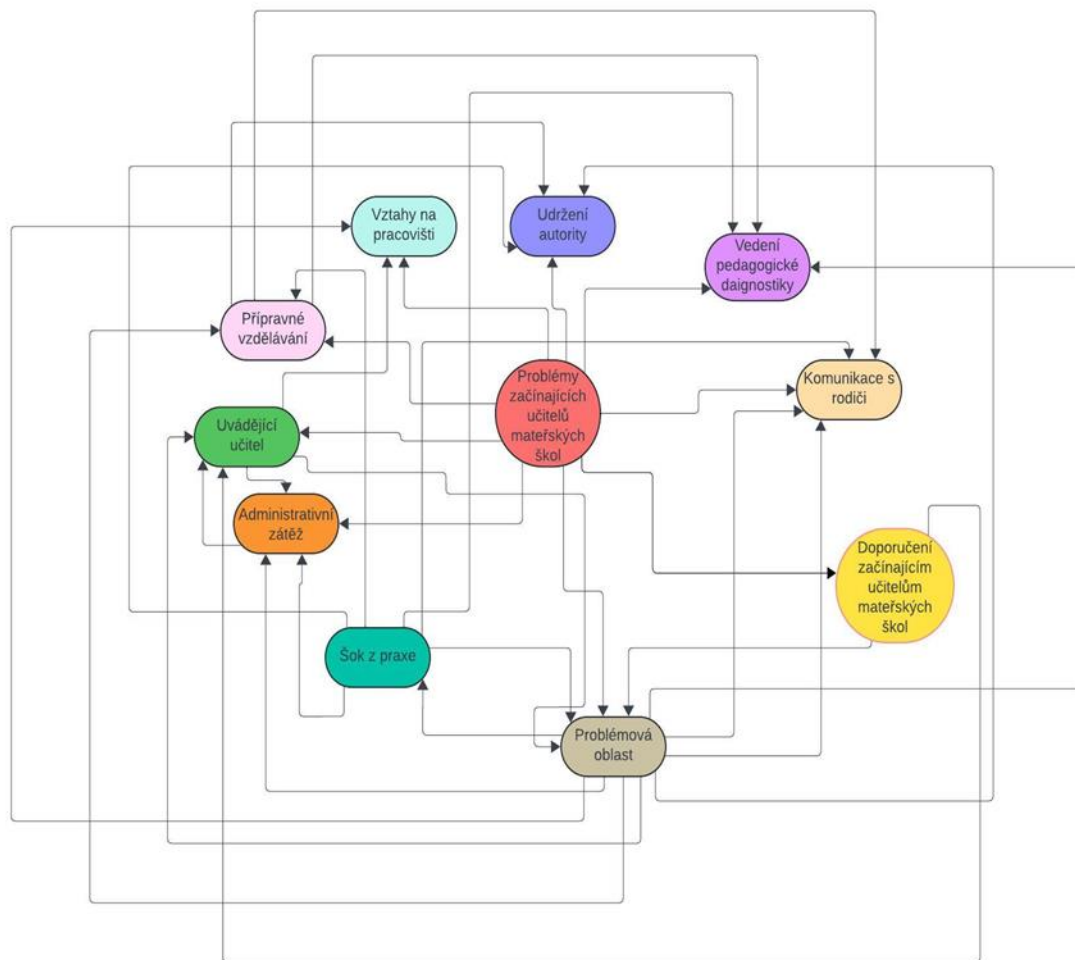 Vztahy na
pracovišti
Udržení
autority
Vedení
pedagogické
daignostiky
Přípravné
vzdělávání
Problémy
začínajících
učitelů
mateřských
škol
Komunikace s
rodiči
Uvádějící
učitel
Administrativní
zátěž
Doporučení
začínajícím
učitelům
mateřských
škol
Šok z praxe
Problémová
oblast